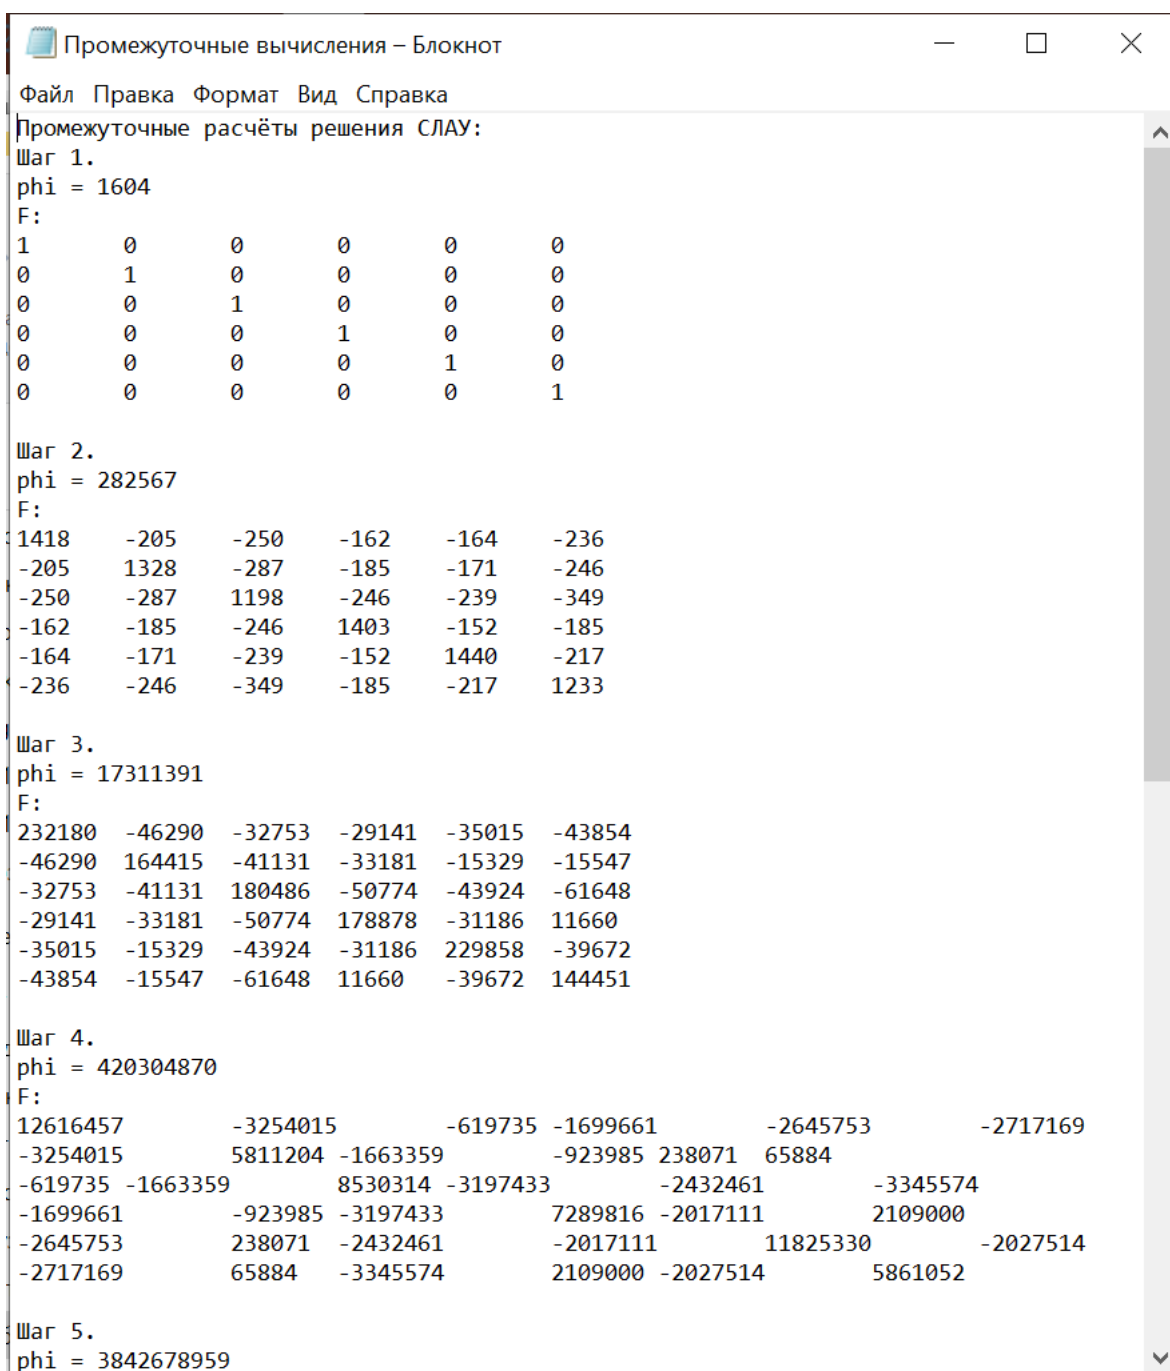 Промежуточные вычисления – Блокнот
Файл Правка Формат Вид Справка
Промежуточные расчёты решения СЛАУ:
Шаг 1.
phi = 1604
F:
1 0 0 0 0 0
0 1 0 0 0 0
0 0 1 0 0 0
0 0 0 1 0 0
0 0 0 0 1 0
0 0 0 0 0 1
Шаг 2.
phi = 282567
F:
1418 -205 -250 -162 -164 -236
-205 1328 -287 -185 -171 -246
-250 -287 1198 -246 -239 -349
-162 -185 -246 1403 -152 -185
-164 -171 -239 -152 1440 -217
-236 -246 -349 -185 -217 1233
Шаг 3.
phi = 17311391
F:
232180 -46290 -32753 -29141 -35015 -43854
-46290 164415 -41131 -33181 -15329 -15547
-32753 -41131 180486 -50774 -43924 -61648
-29141 -33181 -50774 178878 -31186 11660
-35015 -15329 -43924 -31186 229858 -39672
-43854 -15547 -61648 11660 -39672 144451
Шаг 4.
phi = 420304870
F:
12616457 -3254015 -619735 -1699661 -2645753 -2717169
-3254015 5811204 -1663359 -923985 238071 65884
-619735 -1663359 8530314 -3197433 -2432461 -3345574
-1699661 -923985 -3197433 7289816 -2017111 2109000
-2645753 238071 -2432461 -2017111 11825330 -2027514
-2717169 65884 -3345574 2109000 -2027514 5861052
Шаг 5.
phi = 3842678959